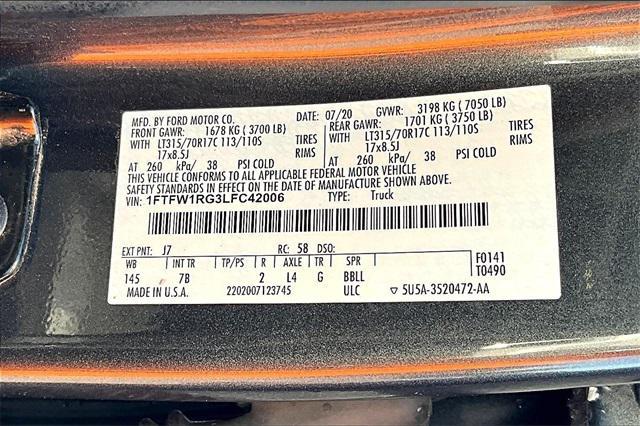 MFD. BY FORD MOTOR CO. 07/20 GVWR: 3198 KG ( 7050 LB)
FRONT GAWR: 1678 KG ( 3700 LB) REAR GAWR: 1701 KG ( 3750 LB)
WITH LT315/70R17C 113/110S TIRES WITH LT315/70R17C 113/110S TIRES
17x8.5J RIMS 17x8.5J RIMS
AT 260 kPa/ 38 PSI COLD AT 260 kPa/ 38 PSI COLD
THIS VEHICLE CONFORMS TO ALL APPLICABLE FEDERAL MOTOR VEHICLE
SAFETY STANDARDS IN EFFECT ON THE DATE OF MANUFACTURE SHOWN ABOVE.
VIN: 1FTFW1RG3LFC42006 TYPE: Truck
EXT PNT: J7 RC: 58 DSO: F0141
WB INT TR TP/PS R AXLE TR SPR T0490
145 7B 2 L4 G BBLL
MADE IN U.S.A. 2202007123745 ULC ▽ 5U5A-3520472-AA